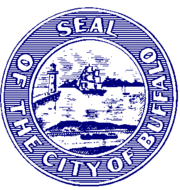 SEAL
OF THE CITY OF BUFFALO